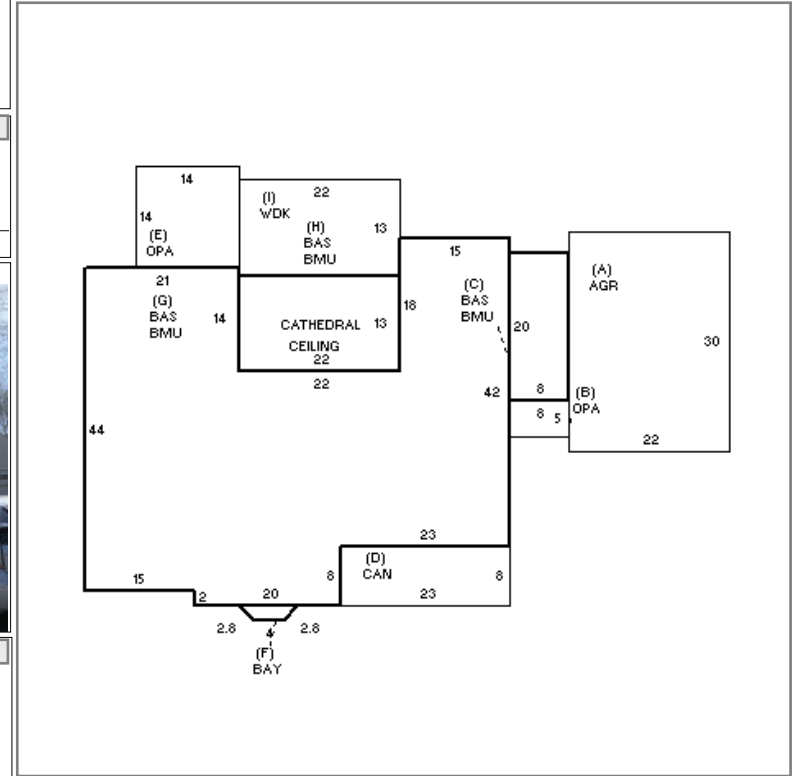 14
14
(E)
OPA
(I)
WDK
22
(H)
BAS
BMU
13
21
(G)
BAS
BMU
14
CATHEDRAL
CEILING
22
13
22
18
15
(C)
BAS
BMU
20
42
8
8
5
(A)
AGR
30
(B)
OPA
22
44
15
2
20
8
23
(D)
CAN
8
23
2.8
4
2.8
(F)
BAY